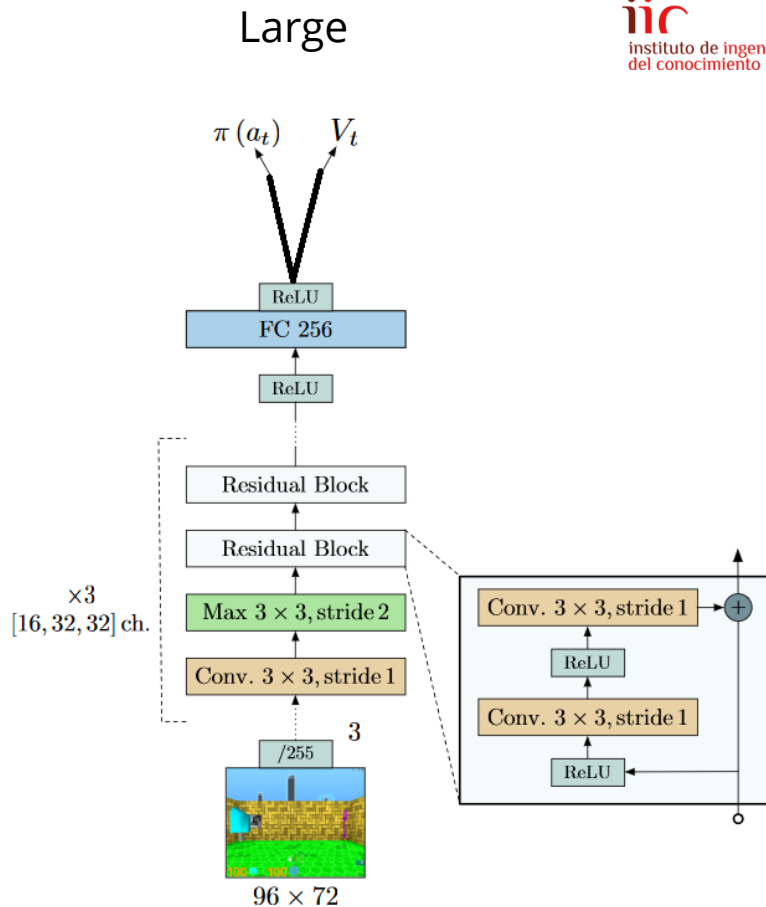 Large
instituto de ingen
del conocimiento
π (a_t)
V_t
ReLU
FC 256
ReLU
Residual Block
Residual Block
×3
[16, 32, 32] ch.
Max 3 × 3, stride 2
Conv. 3 × 3, stride 1
3
/255
100 100
96 × 72
Conv. 3 × 3, stride 1
+
ReLU
Conv. 3 × 3, stride 1
ReLU